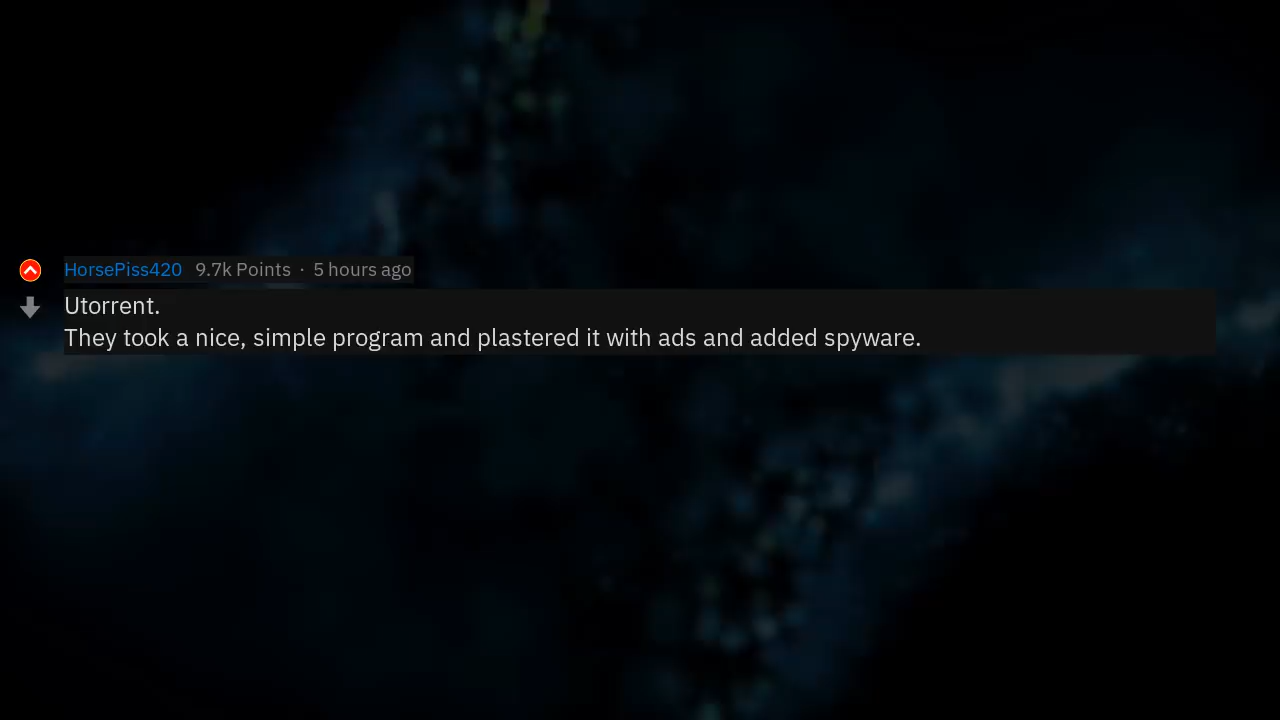 HorsePiss420 9.7k Points · 5 hours ago
Utorrent.
They took a nice, simple program and plastered it with ads and added spyware.